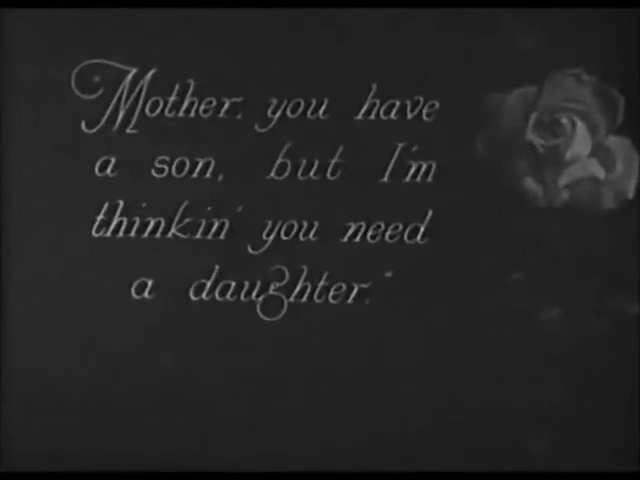 Mother, you have
a son, but I'm
thinkin' you need
a daughter."